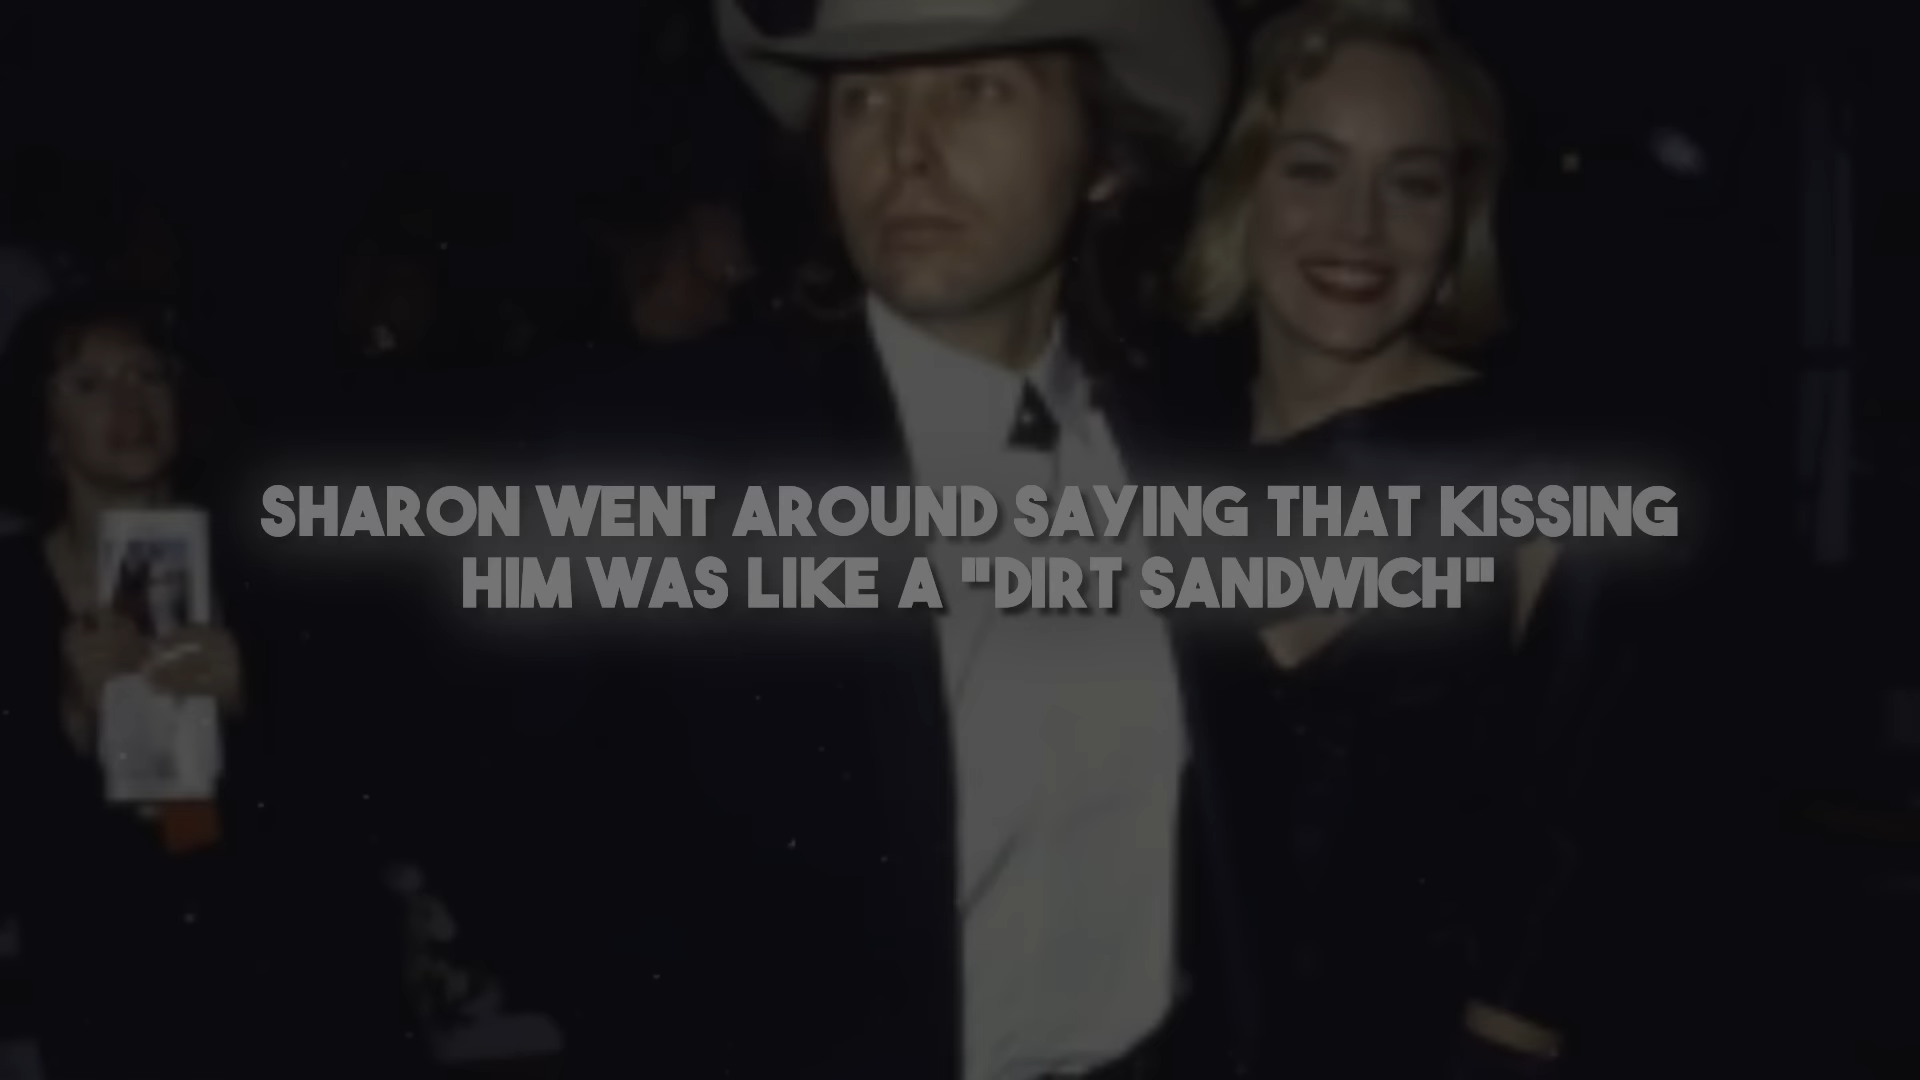 SHARON WENT AROUND SAYING THAT KISSING
HIM WAS LIKE A "DIRT SANDWICH"